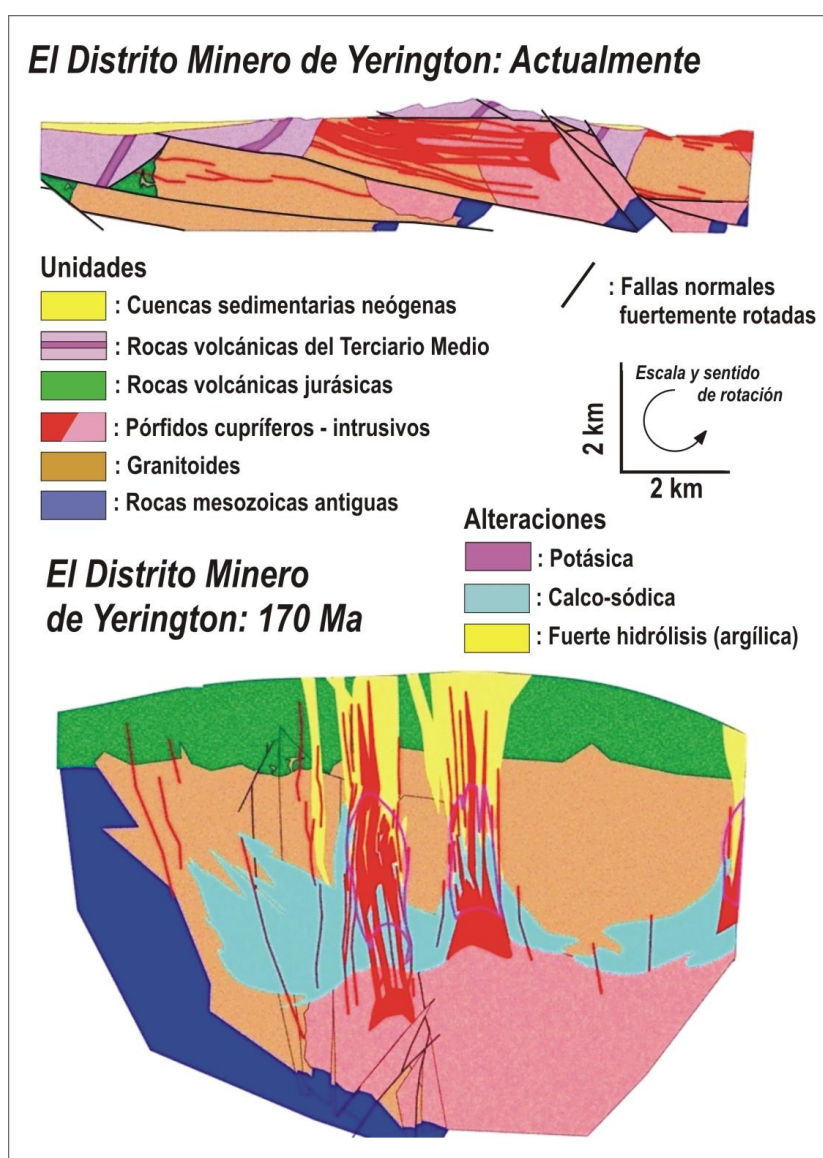 El Distrito Minero de Yerington: Actualmente
Unidades
: Cuencas sedimentarias neógenas
: Rocas volcánicas del Terciario Medio
: Rocas volcánicas jurásicas
: Pórfidos cupríferos - intrusivos
: Granitoides
: Rocas mesozoicas antiguas
: Fallas normales
fuertemente rotadas
Escala y sentido
de rotación
2 km
2 km
Alteraciones
: Potásica
: Calco-sódica
: Fuerte hidrólisis (argílica)
El Distrito Minero
de Yerington: 170 Ma